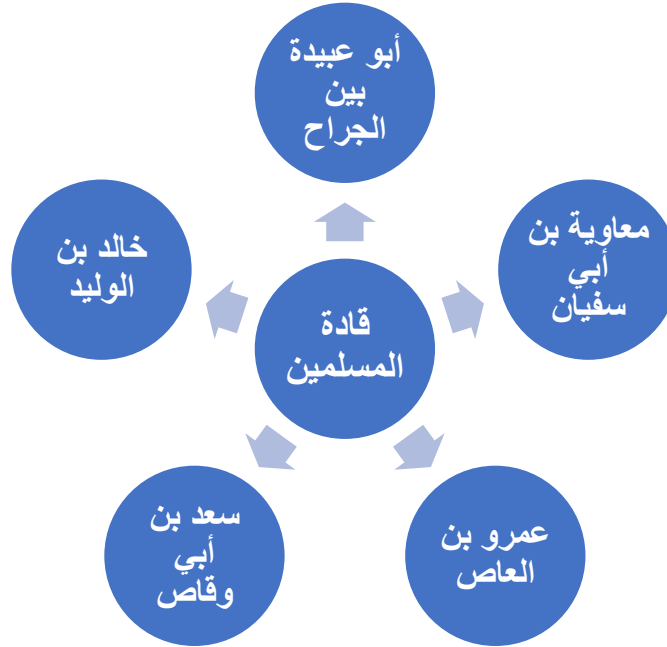 أبو عبيدة
بين
الجراح
معاوية بن
أبي
سفيان
خالد بن
الوليد
قادة
المسلمين
عمرو بن
العاص
سعد بن
أبي
وقاص